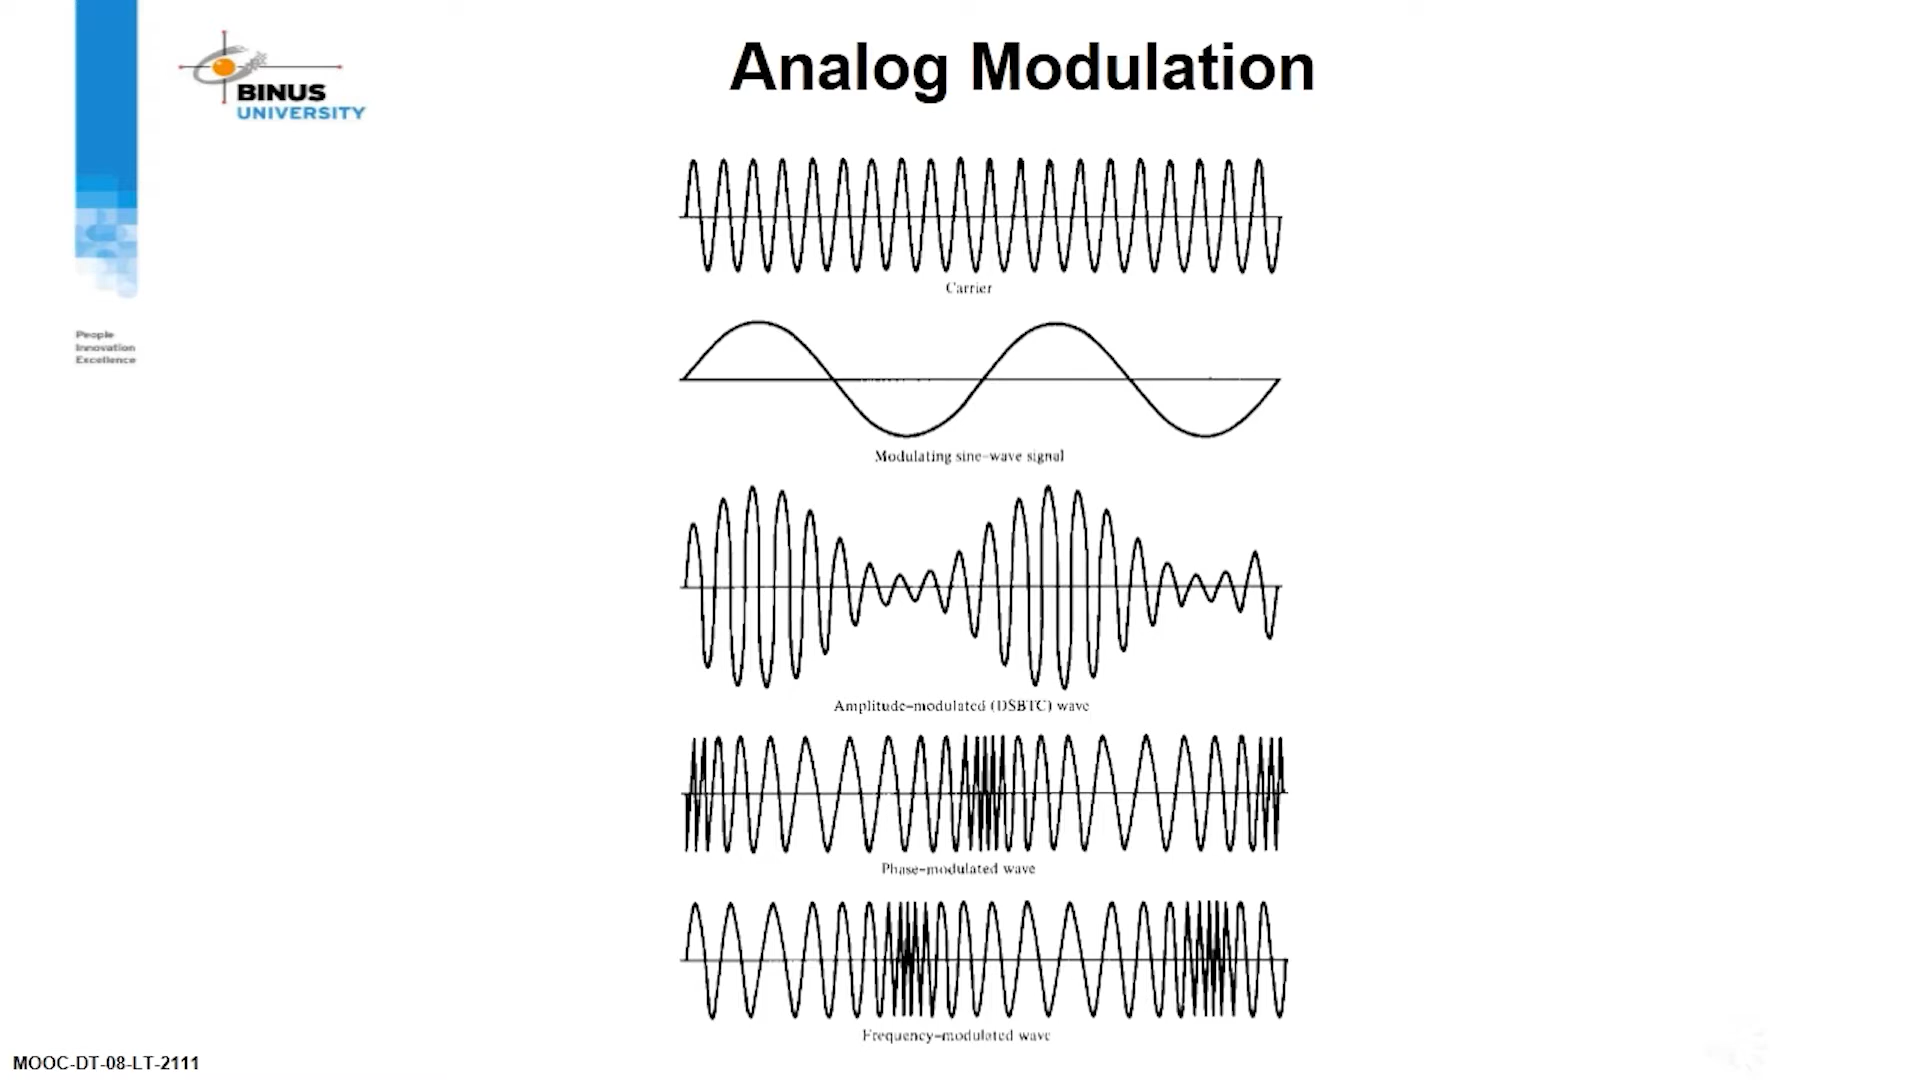 Analog Modulation
BINUS
UNIVERSITY
Carrier
People
Innovation
Excellence
Modulating sine-wave signal
Amplitude-modulated (DSBTC) wave
Phase-modulated wave
Frequency-modulated wave
MOOC-DT-08-LT-2111